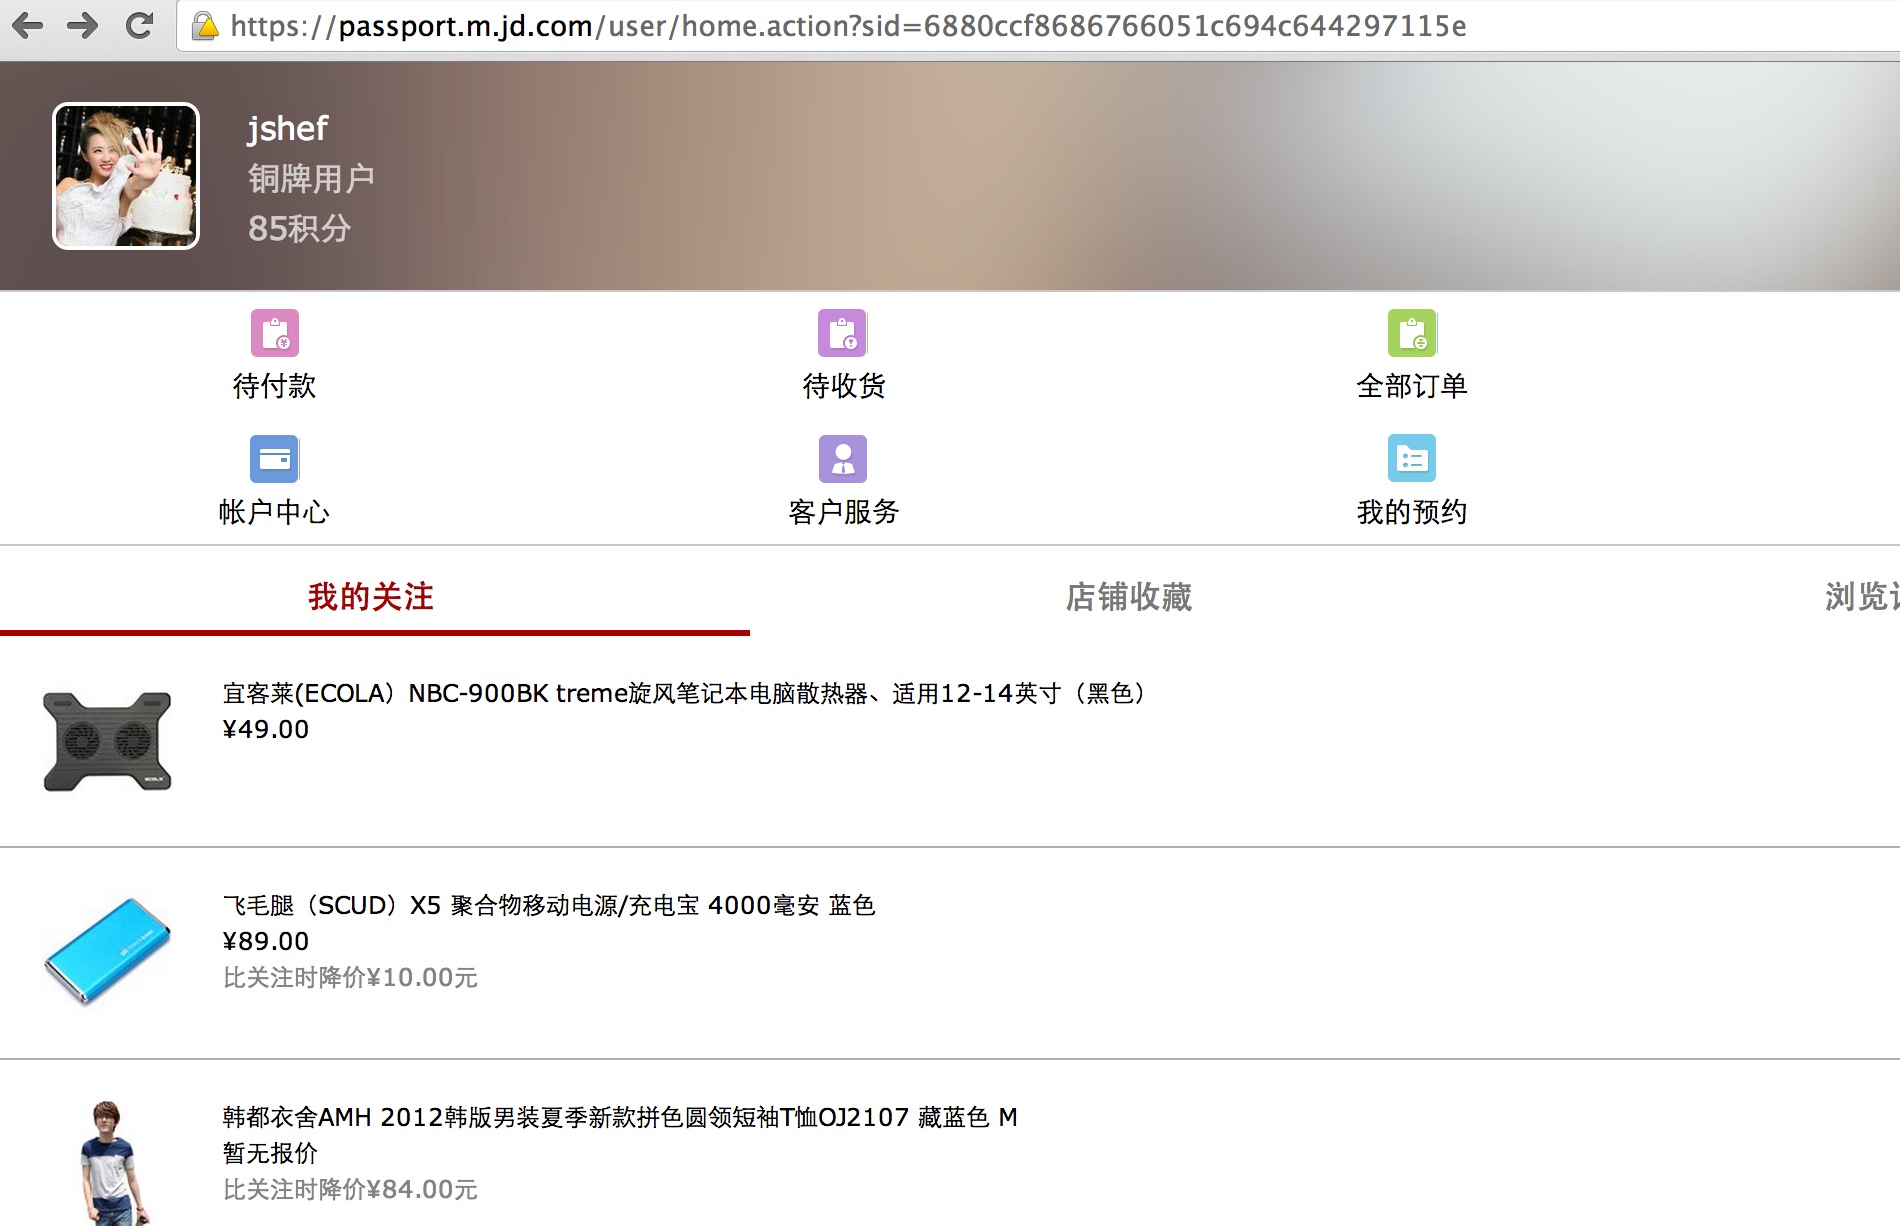 https://passport.m.jd.com/user/home.action?sid=6880ccf8686766051c694c644297115e
jshef
铜牌用户
85积分
待付款
待收货
全部订单
帐户中心
客户服务
我的预约
我的关注
店铺收藏
浏览
宜客莱(ECOLA）NBC-900BK treme旋风笔记本电脑散热器、适用12-14英寸（黑色）
¥49.00
飞毛腿（SCUD）X5 聚合物移动电源/充电宝 4000毫安 蓝色
¥89.00
比关注时降价¥10.00元
韩都衣舍AMH 2012韩版男装夏季新款拼色圆领短袖T恤OJ2107 藏蓝色 M
暂无报价
比关注时降价¥84.00元